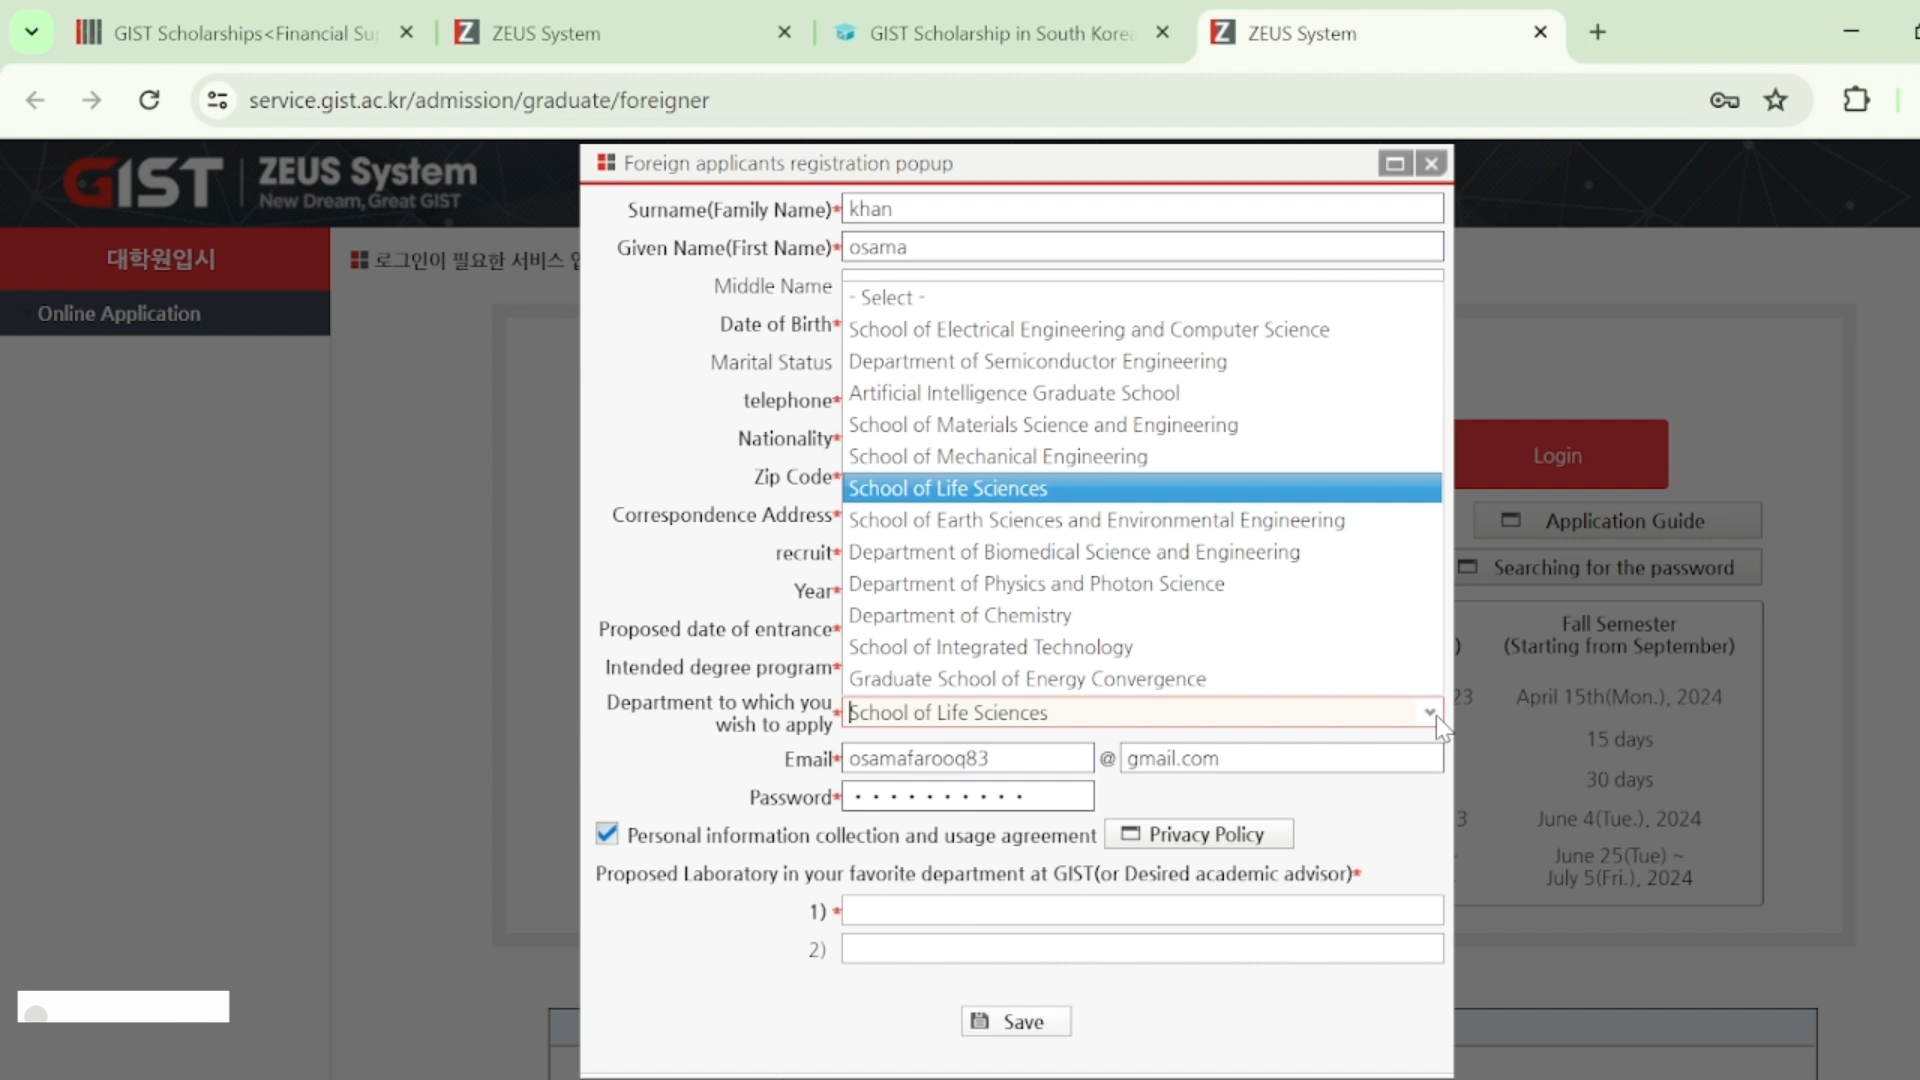 GIST Scholarships<Financial Su
ZEUS System
GIST Scholarship in South Korea
ZEUS System
service.gist.ac.kr/admission/graduate/foreigner
GIST
ZEUS System
New Dream, Great GIST
대학원입시
Online Application
로그인이 필요한 서비스
Foreign applicants registration popup
Surname(Family Name)* khan
Given Name(First Name)* osama
Middle Name
- Select -
Date of Birth*
School of Electrical Engineering and Computer Science
Marital Status
Department of Semiconductor Engineering
telephone*
Artificial Intelligence Graduate School
School of Materials Science and Engineering
Nationality*
School of Mechanical Engineering
Zip Code*
School of Life Sciences
Correspondence Address*
School of Earth Sciences and Environmental Engineering
recruit*
Department of Biomedical Science and Engineering
Year*
Department of Physics and Photon Science
Department of Chemistry
Proposed date of entrance*
School of Integrated Technology
Intended degree program*
Graduate School of Energy Convergence
Department to which you
wish to apply*
School of Life Sciences
Email* osamafarooq83 @ gmail.com
Password* ••••••••••
Personal information collection and usage agreement
Privacy Policy
Proposed Laboratory in your favorite department at GIST(or Desired academic advisor)*
1) *
2)
Save
Login
Application Guide
Searching for the password
Fall Semester
) (Starting from September)
23 April 15th(Mon.), 2024
15 days
30 days
3 June 4(Tue.), 2024
June 25(Tue) ~
July 5(Fri.), 2024